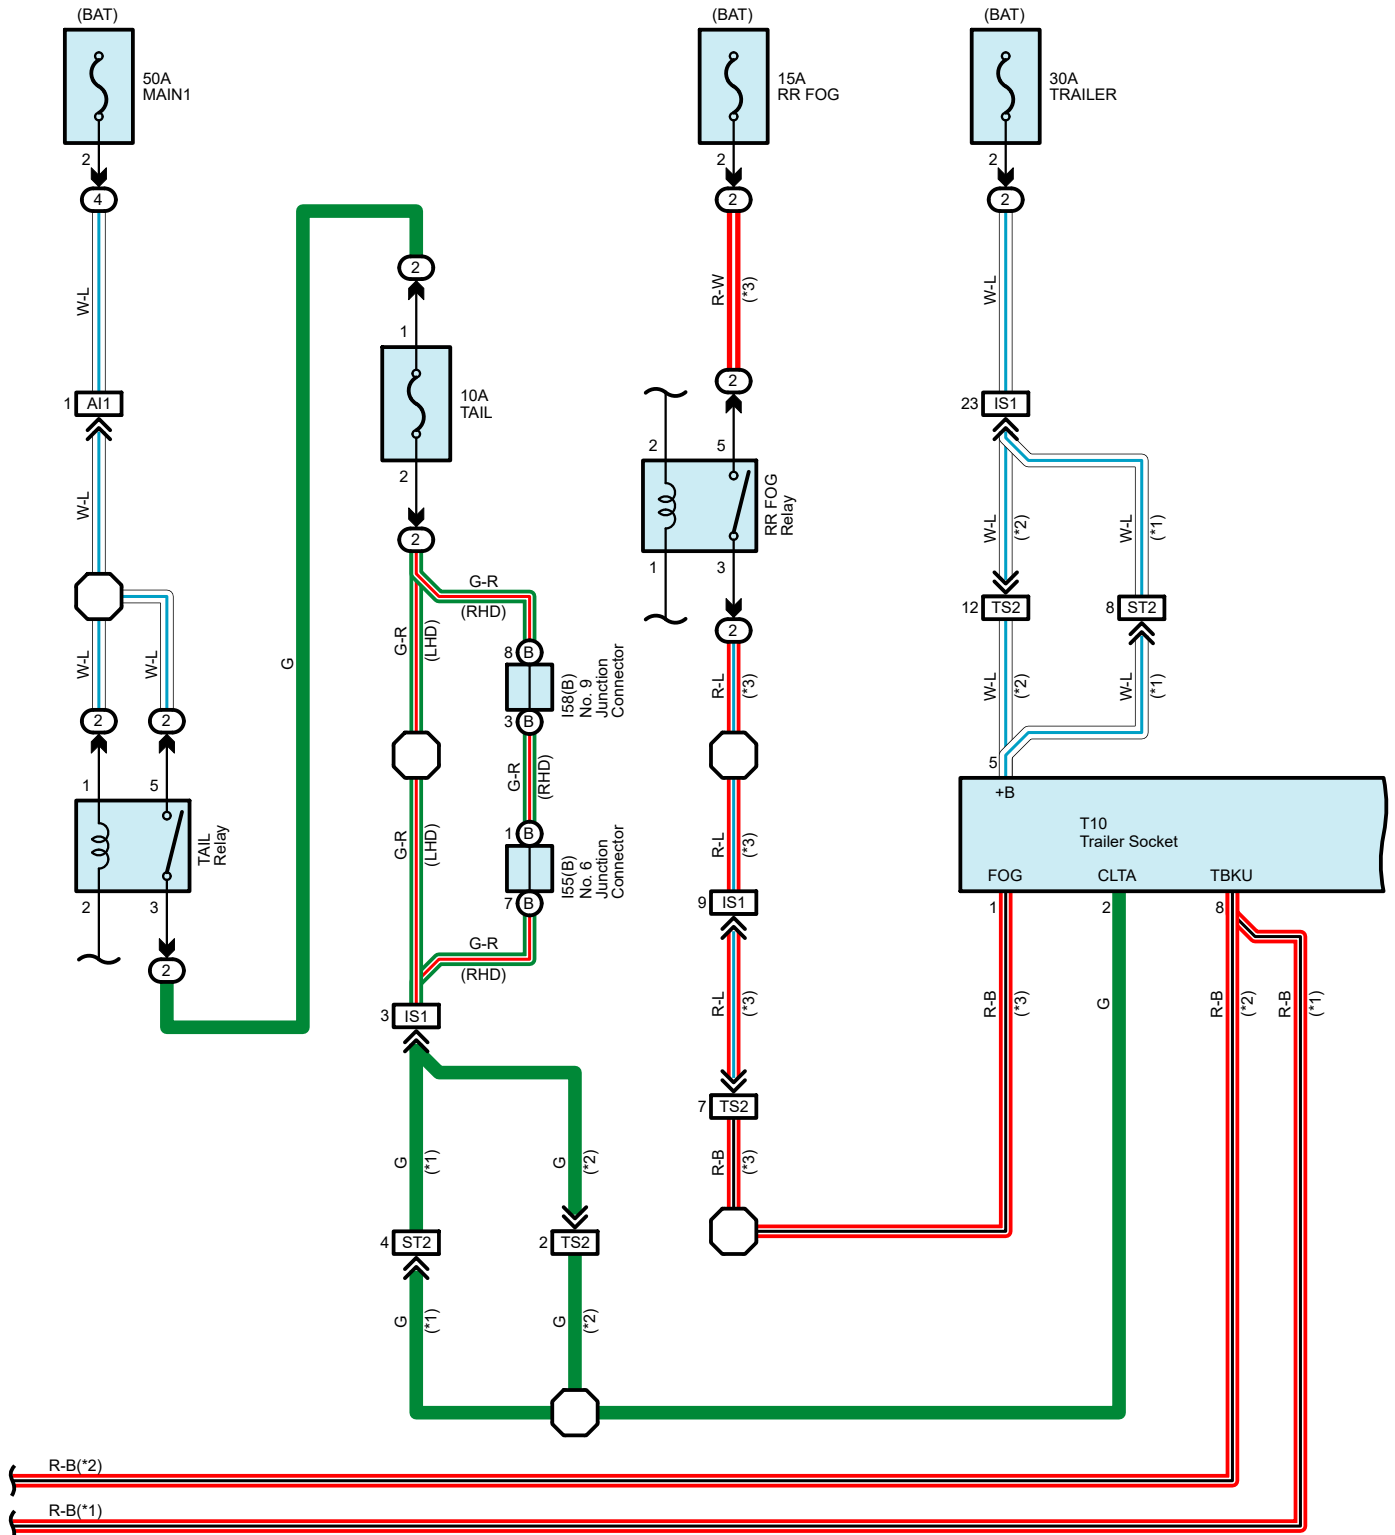 (BAT)
(BAT)
(BAT)
50A
MAIN1
15A
RR FOG
30A
TRAILER
2
2
2
4
2
2
2
W-L
R-W
(*3)
W-L
1
10A
TAIL
2
1 AI1
23 IS1
2
2
5
W-L
RR FOG
Relay
W-L
(*2)
W-L
(*1)
2
1
3
G-R
(RHD)
12 TS2
8 ST2
2
G-R
(LHD)
8 B
I58(B)
No. 9
Junction
Connector
3 B
G
W-L
W-L
R-L
(*3)
W-L
(*2)
W-L
(*1)
2
2
1
5
G-R
(RHD)
5
+B
T10
Trailer Socket
TAIL
Relay
G-R
(LHD)
1 B
I55(B)
No. 6
Junction
Connector
7 B
R-L
(*3)
FOG
CLTA
TBKU
2
3
9 IS1
1
2
8
G-R
(RHD)
2
3 IS1
R-L
(*3)
R-B
(*3)
G
R-B
(*2)
R-B
(*1)
7 TS2
G
(*1)
G
(*2)
R-B
(*3)
4 ST2
2 TS2
G
(*1)
G
(*2)
R-B(*2)
R-B(*1)